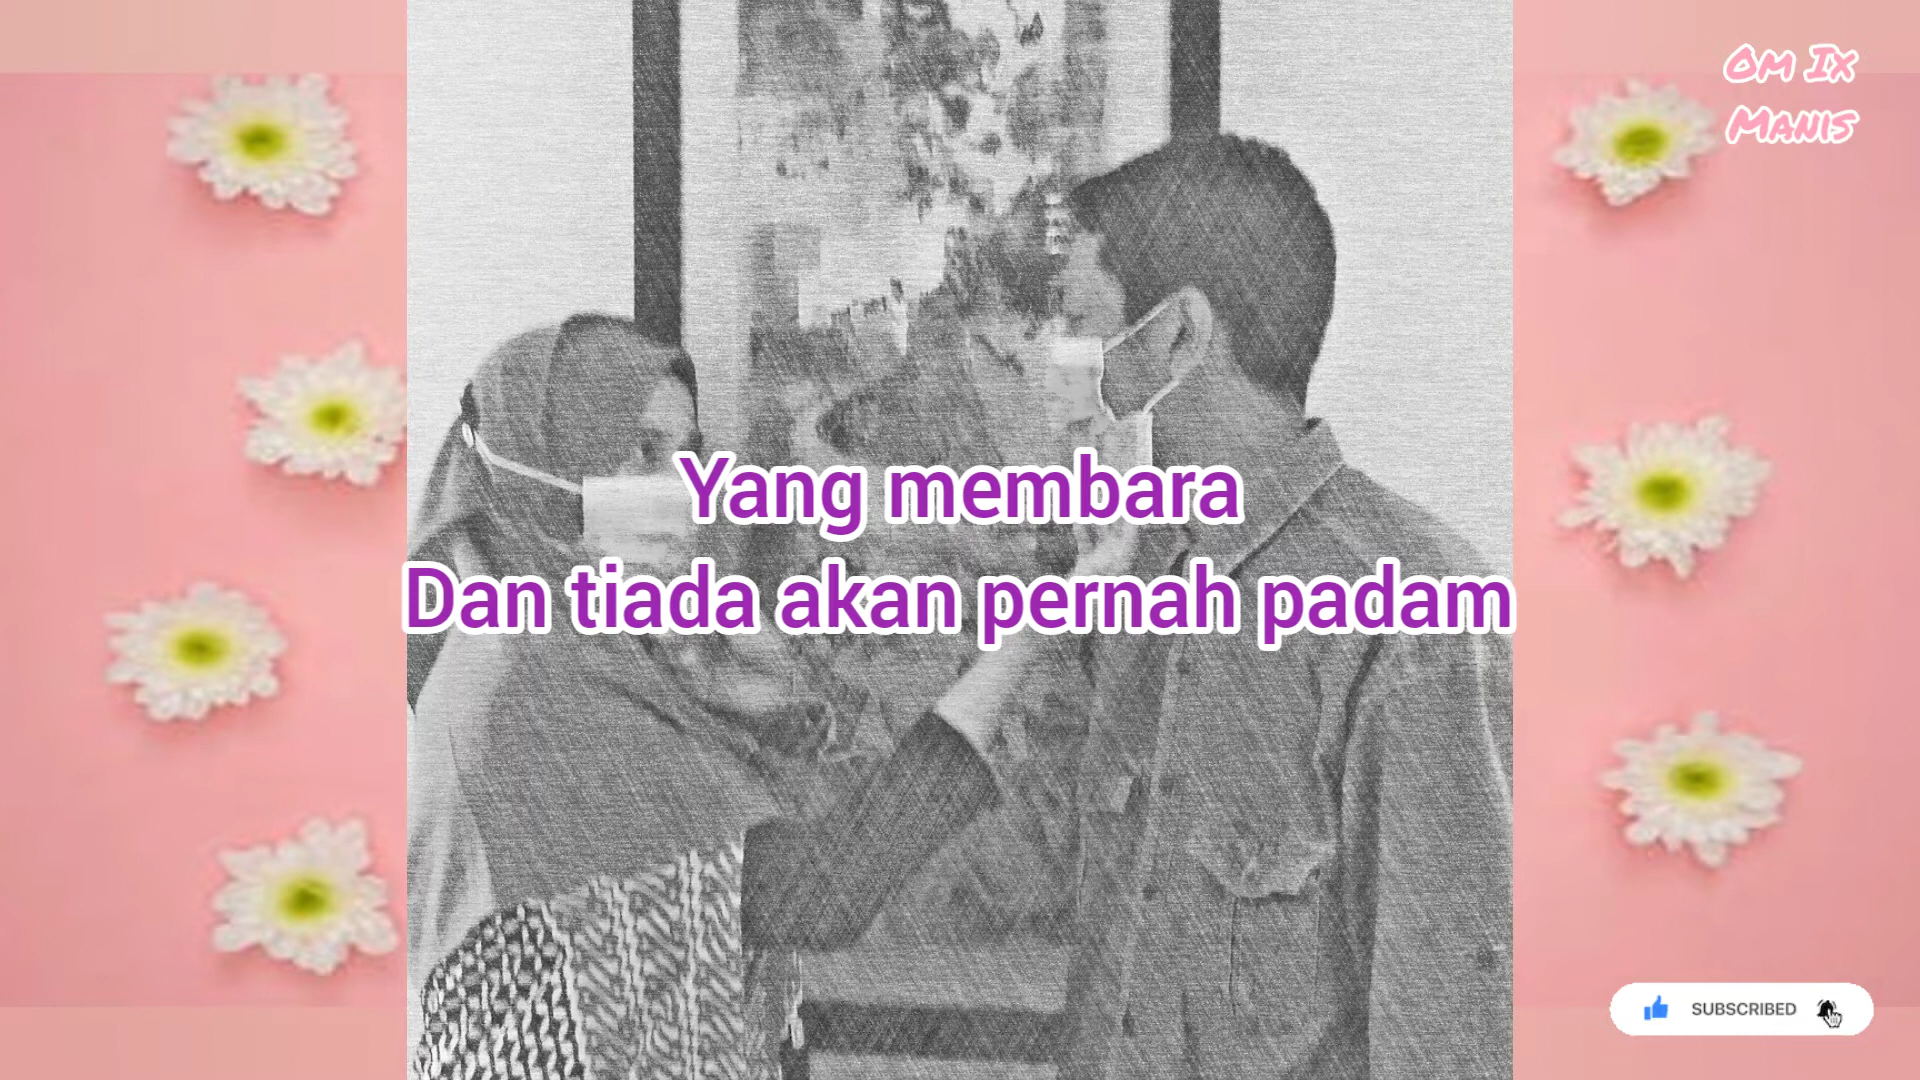 Om Ix
Manis
Yang membara
Dan tiada akan pernah padam
SUBSCRIBED